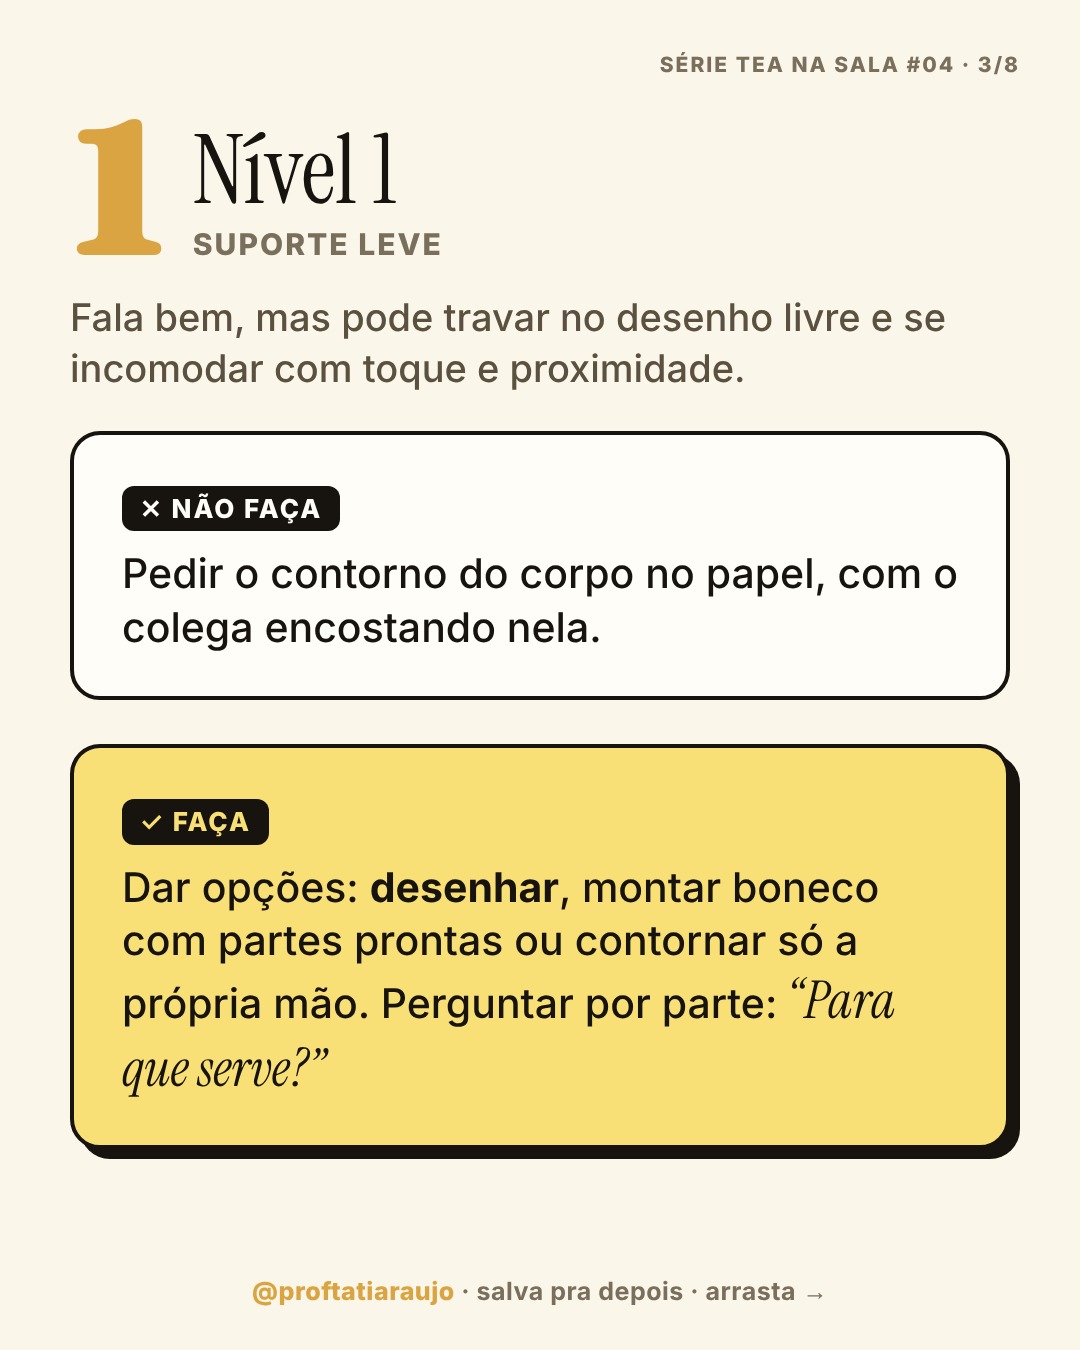 SÉRIE TEA NA SALA #04 · 3/8
1
Nível 1
SUPORTE LEVE
Fala bem, mas pode travar no desenho livre e se
incomodar com toque e proximidade.
✕ NÃO FAÇA
Pedir o contorno do corpo no papel, com o
colega encostando nela.
✓ FAÇA
Dar opções: desenhar, montar boneco
com partes prontas ou contornar só a
própria mão. Perguntar por parte: “Para
que serve?”
@proftatiaraujo · salva pra depois · arrasta →